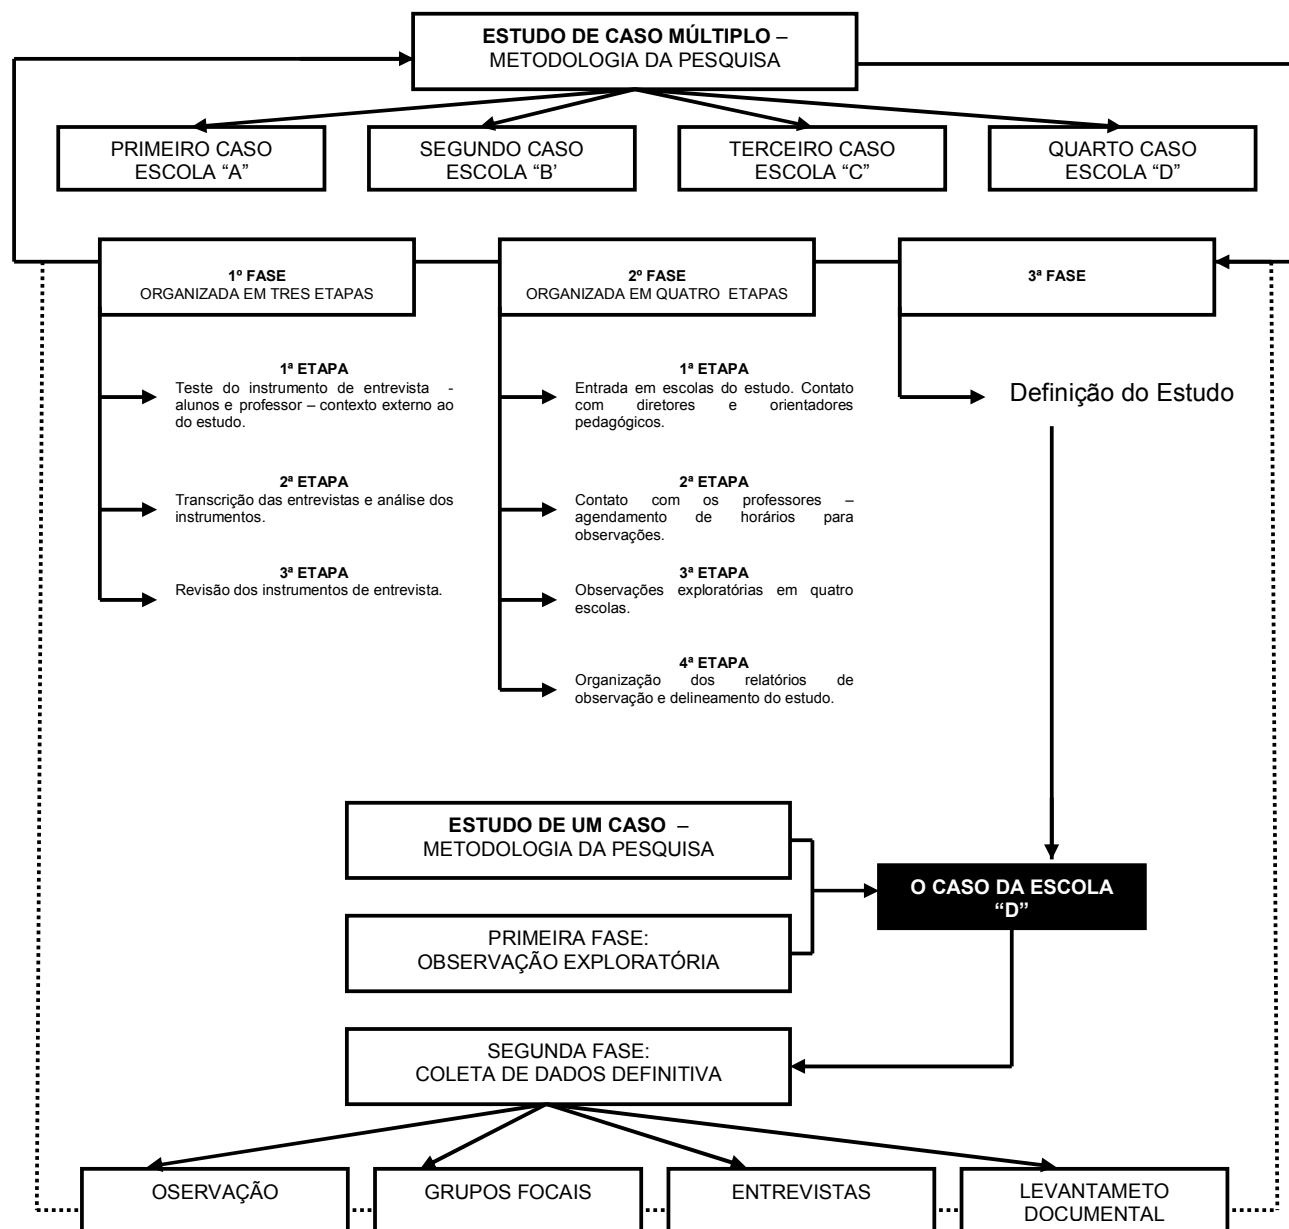 ESTUDO DE CASO MÚLTIPLO –
METODOLOGIA DA PESQUISA
PRIMEIRO CASO
ESCOLA “A”
SEGUNDO CASO
ESCOLA “B’
TERCEIRO CASO
ESCOLA “C”
QUARTO CASO
ESCOLA “D”
1º FASE
ORGANIZADA EM TRES ETAPAS
2º FASE
ORGANIZADA EM QUATRO ETAPAS
3ª FASE
1ª ETAPA
Teste do instrumento de entrevista -
alunos e professor – contexto externo ao
do estudo.
2ª ETAPA
Transcrição das entrevistas e análise dos
instrumentos.
3ª ETAPA
Revisão dos instrumentos de entrevista.
1ª ETAPA
Entrada em escolas do estudo. Contato
com diretores e orientadores
pedagógicos.
2ª ETAPA
Contato com os professores –
agendamento de horários para
observações.
3ª ETAPA
Observações exploratórias em quatro
escolas.
4ª ETAPA
Organização dos relatórios de
observação e delineamento do estudo.
Definição do Estudo
ESTUDO DE UM CASO –
METODOLOGIA DA PESQUISA
O CASO DA ESCOLA
“D”
PRIMEIRA FASE:
OBSERVAÇÃO EXPLORATÓRIA
SEGUNDA FASE:
COLETA DE DADOS DEFINITIVA
OSERVAÇÃO
GRUPOS FOCAIS
ENTREVISTAS
LEVANTAMETO
DOCUMENTAL